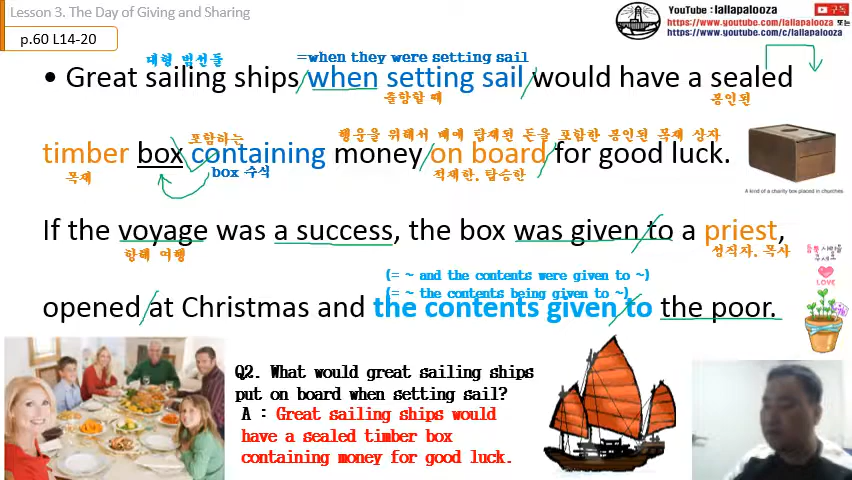 Lesson 3. The Day of Giving and Sharing
YouTube : lallapalooza 구독
https://www.youtube.com/lallapalooza 또는
https://www.youtube.com/c/lallapalooza
p.60 L14-20
대형 범선들 =when they were setting sail
• Great sailing ships when setting sail would have a sealed
출항할 때 봉인된
포함하는 행운을 위해서 배에 탑재된 돈을 포함한 봉인된 목재 상자
timber box containing money on board for good luck.
목재 box 수식 적재한, 탑승한
A kind of charity box placed in churches
If the voyage was a success, the box was given to a priest,
항해 여행 성직자, 목사
(= ~ and the contents were given to ~)
(= ~ the contents being given to ~)
LOVE
opened at Christmas and the contents given to the poor.
Q2. What would great sailing ships
put on board when setting sail?
A : Great sailing ships would
have a sealed timber box
containing money for good luck.